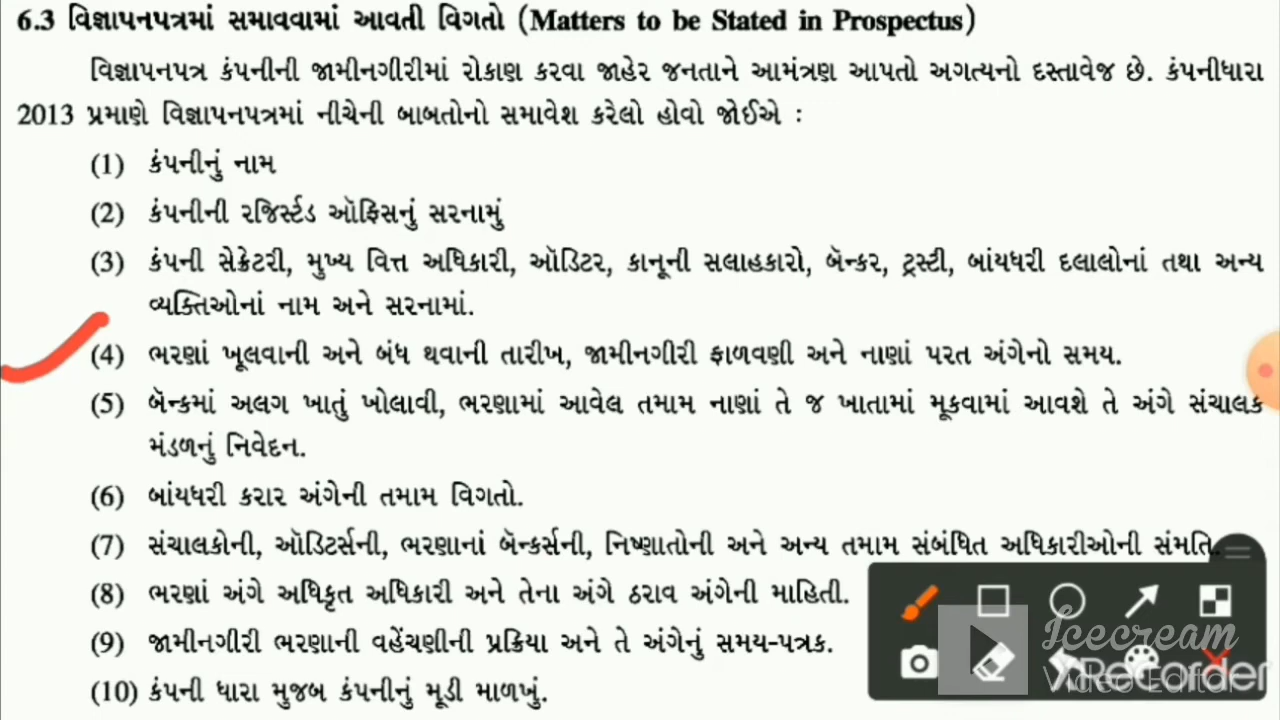 6.3 વિજ્ઞાપનપત્રમાં સમાવવામાં આવતી વિગતો (Matters to be Stated in Prospectus)
વિજ્ઞાપનપત્ર કંપનીની જામીનગીરીમાં રોકાણ કરવા જાહેર જનતાને આમંત્રણ આપતો અગત્યનો દસ્તાવેજ છે. કંપનીધારા
2013 પ્રમાણે વિજ્ઞાપનપત્રમાં નીચેની બાબતોનો સમાવેશ કરેલો હોવો જોઈએ :
(1) કંપનીનું નામ
(2) કંપનીની રજિર્સ્ટડ ઑફિસનું સરનામું
(3) કંપની સેક્રેટરી, મુખ્ય વિત્ત અધિકારી, ઑડિટર, કાનૂની સલાહકારો, બૅન્કર, ટ્રસ્ટી, બાંયધરી દલાલોનાં તથા અન્ય
વ્યક્તિઓનાં નામ અને સરનામાં.
(4) ભરણાં ખૂલવાની અને બંધ થવાની તારીખ, જામીનગીરી ફાળવણી અને નાણાં પરત અંગેનો સમય.
(5) બૅન્કમાં અલગ ખાતું ખોલાવી, ભરણામાં આવેલ તમામ નાણાં તે જ ખાતામાં મૂકવામાં આવશે તે અંગે સંચાલક
મંડળનું નિવેદન.
(6) બાંયધરી કરાર અંગેની તમામ વિગતો.
(7) સંચાલકોની, ઑડિટર્સની, ભરણાનાં બૅન્કર્સની, નિષ્ણાતોની અને અન્ય તમામ સંબંધિત અધિકારીઓની સંમતિ.
(8) ભરણાં અંગે અધિકૃત અધિકારી અને તેના અંગે ઠરાવ અંગેની માહિતી.
(9) જામીનગીરી ભરણાની વહેંચણીની પ્રક્રિયા અને તે અંગેનું સમય-પત્રક.
(10) કંપની ધારા મુજબ કંપનીનું મૂડી માળખું.
Icecream
Video Editor
XRecorder